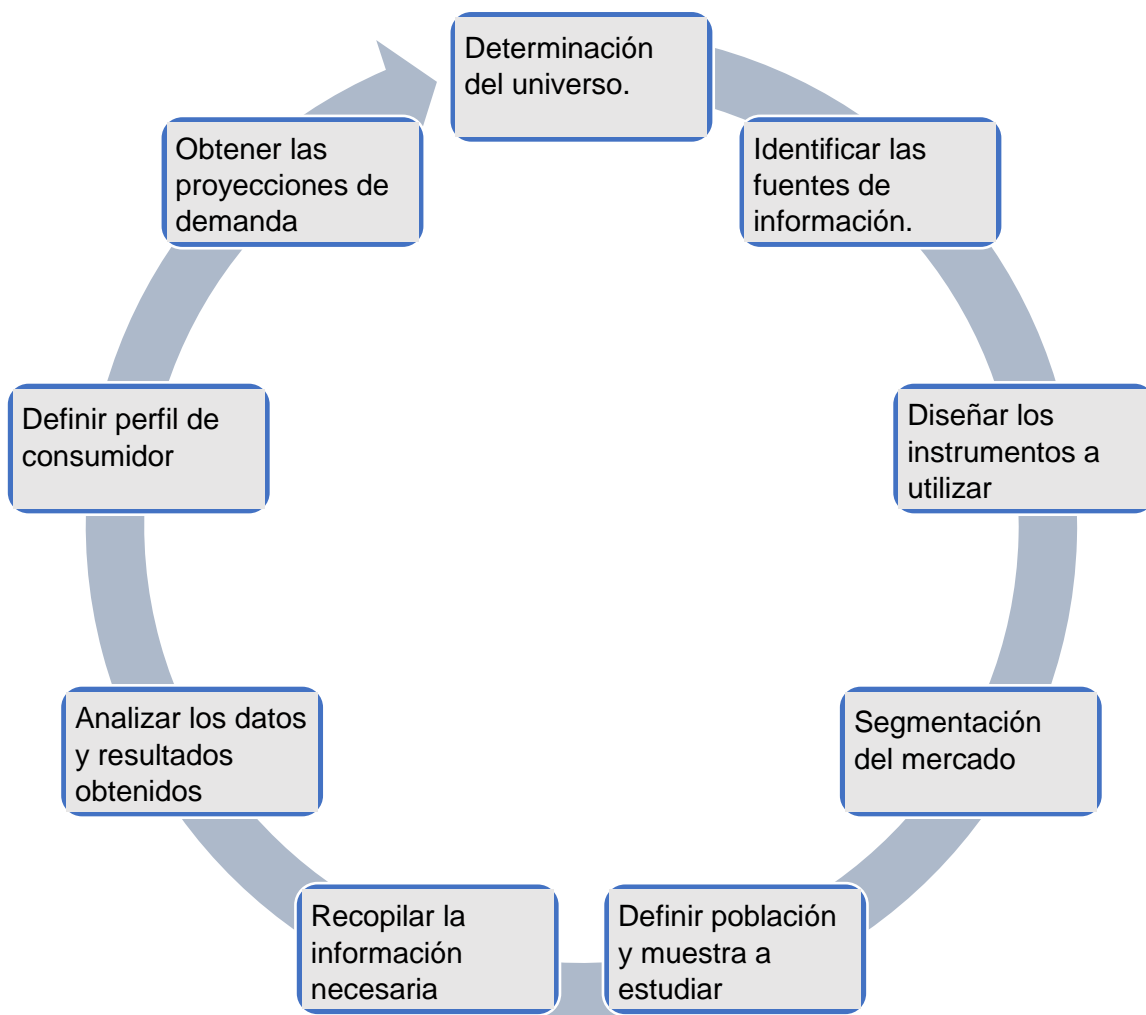 Determinación
del universo.
Identificar las
fuentes de
información.
Diseñar los
instrumentos a
utilizar
Segmentación
del mercado
Definir población
y muestra a
estudiar
Recopilar la
información
necesaria
Analizar los datos
y resultados
obtenidos
Definir perfil de
consumidor
Obtener las
proyecciones de
demanda